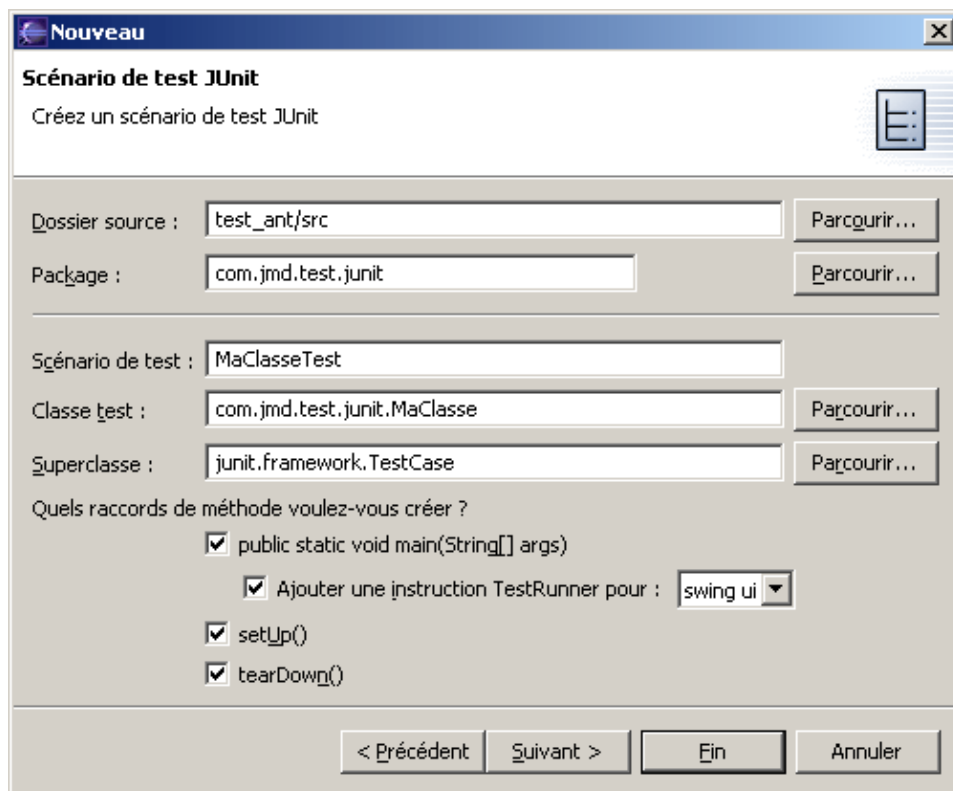 Nouveau
Scénario de test JUnit
Créez un scénario de test JUnit
Dossier source : test_ant/src Parcourir...
Package : com.jmd.test.junit Parcourir...
Scénario de test : MaClasseTest
Classe test : com.jmd.test.junit.MaClasse Parcourir...
Superclasse : junit.framework.TestCase Parcourir...
Quels raccords de méthode voulez-vous créer ?
public static void main(String[] args)
Ajouter une instruction TestRunner pour : swing ui
setUp()
tearDown()
< Précédent Suivant > Fin Annuler